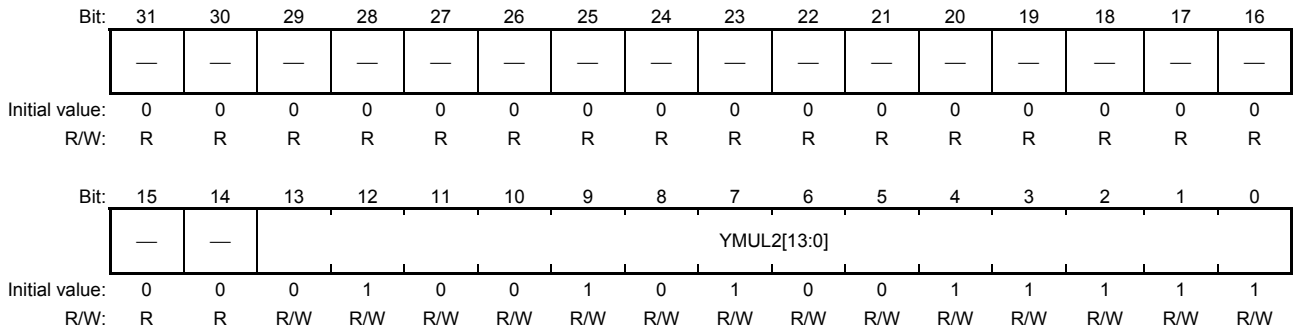 Bit: 31 30 29 28 27 26 25 24 23 22 21 20 19 18 17 16
— — — — — — — — — — — — — — — —
Initial value: 0 0 0 0 0 0 0 0 0 0 0 0 0 0 0 0
R/W: R R R R R R R R R R R R R R R R
Bit: 15 14 13 12 11 10 9 8 7 6 5 4 3 2 1 0
— — YMUL2[13:0]
Initial value: 0 0 0 1 0 0 1 0 1 0 0 1 1 1 1 1
R/W: R R R/W R/W R/W R/W R/W R/W R/W R/W R/W R/W R/W R/W R/W R/W